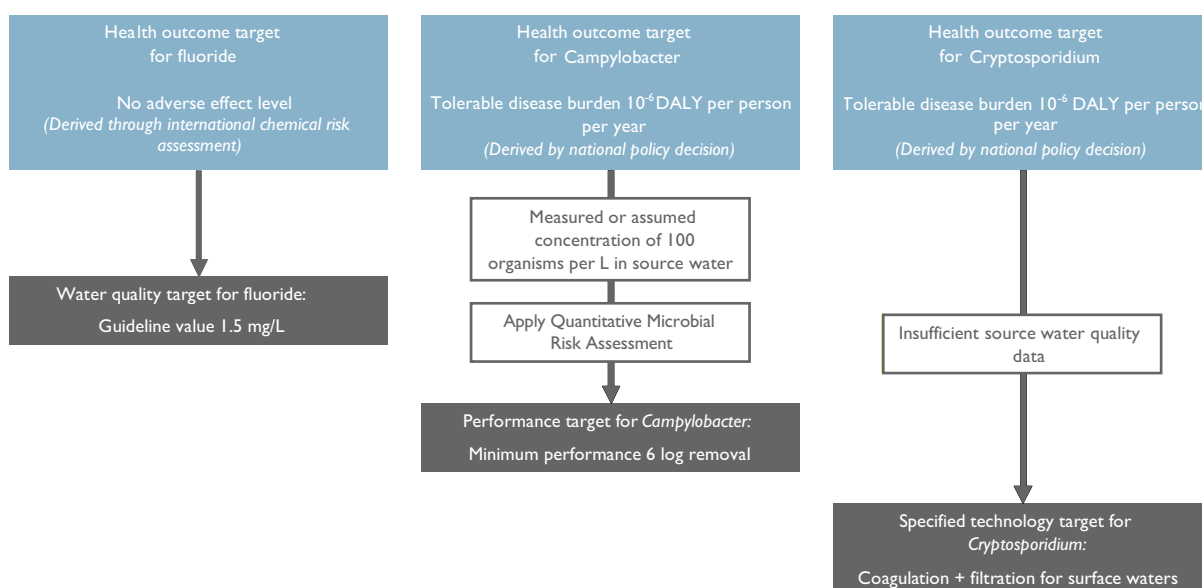 Health outcome target
for fluoride
No adverse effect level
(Derived through international chemical risk
assessment)
Water quality target for fluoride:
Guideline value 1.5 mg/L
Health outcome target
for Campylobacter
Tolerable disease burden 10-6 DALY per person
per year
(Derived by national policy decision)
Measured or assumed
concentration of 100
organisms per L in source water
Apply Quantitative Microbial
Risk Assessment
Performance target for Campylobacter:
Minimum performance 6 log removal
Health outcome target
for Cryptosporidium
Tolerable disease burden 10-6 DALY per person
per year
(Derived by national policy decision)
Insufficient source water quality
data
Specified technology target for
Cryptosporidium:
Coagulation + filtration for surface waters